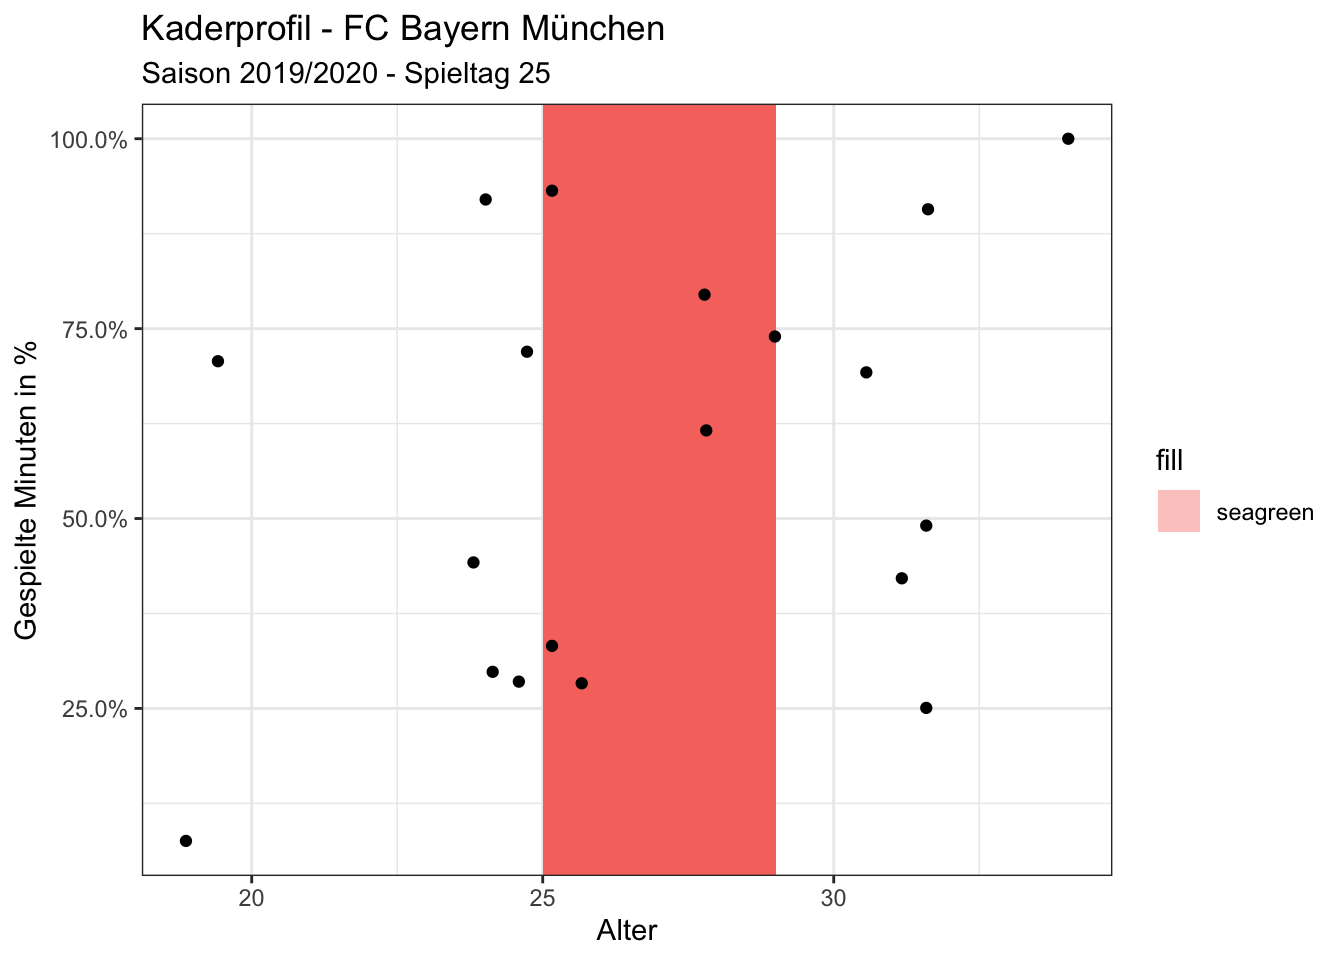 Kaderprofil - FC Bayern München
Saison 2019/2020 - Spieltag 25
Gespielte Minuten in %
100.0%
75.0%
50.0%
25.0%
20
25
30
Alter
fill
seagreen